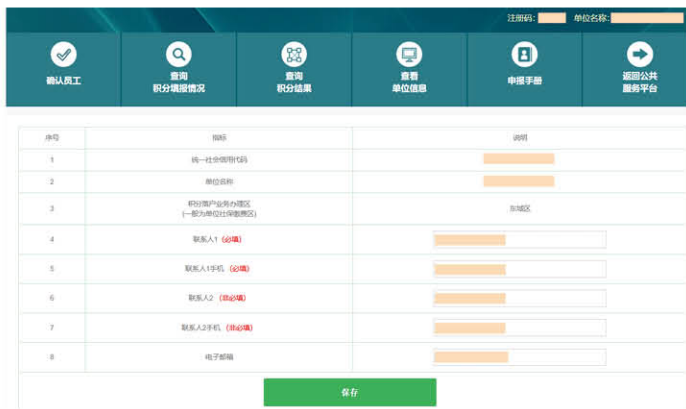 注册码: 单位名称:
确认员工
查询
积分填报情况
查询
积分结果
查看
单位信息
申报手册
返回公共
服务平台
序号 指标 说明
1 统一社会信用代码
2 单位名称
3 积分落户业务办理区
(一般为单位社保缴费区) 东城区
4 联系人1 (必填)
5 联系人1手机 (必填)
6 联系人2 (非必填)
7 联系人2手机 (非必填)
8 电子邮箱
保存